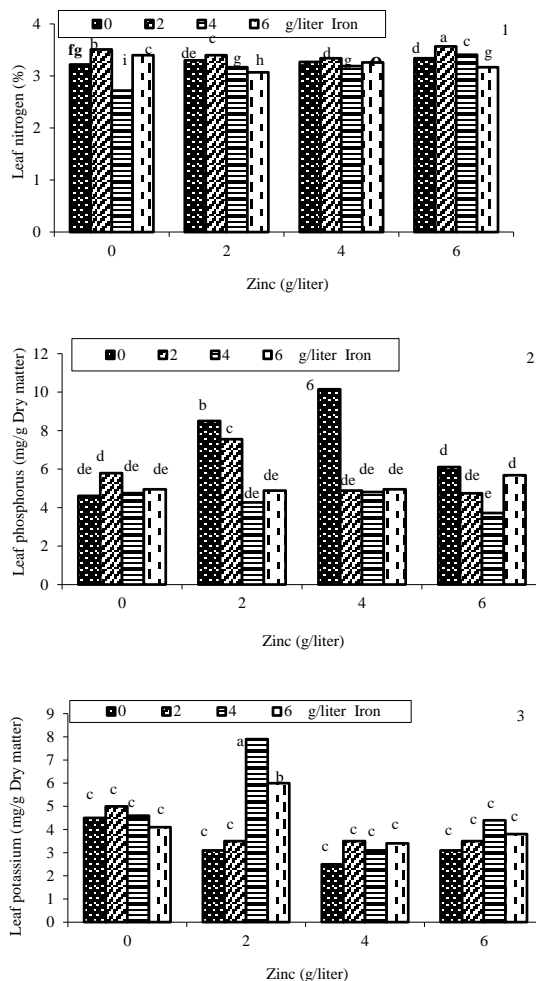 0 2 4 6 g/liter Iron
1
Leaf nitrogen (%)
4
3
2
1
0
fg b i c
de c g h
d g e
d a c g
0 2 4 6
Zinc (g/liter)
0 2 4 6 g/liter Iron
2
Leaf phosphorus (mg/g Dry matter)
12
10
8
6
4
2
0
de d de de
b c de de
6 de de de
d de e d
0 2 4 6
Zinc (g/liter)
0 2 4 6 g/liter Iron
3
Leaf potassium (mg/g Dry matter)
9
8
7
6
5
4
3
2
1
0
c c c c
c c a b
c c c c
c c c c
0 2 4 6
Zinc (g/liter)